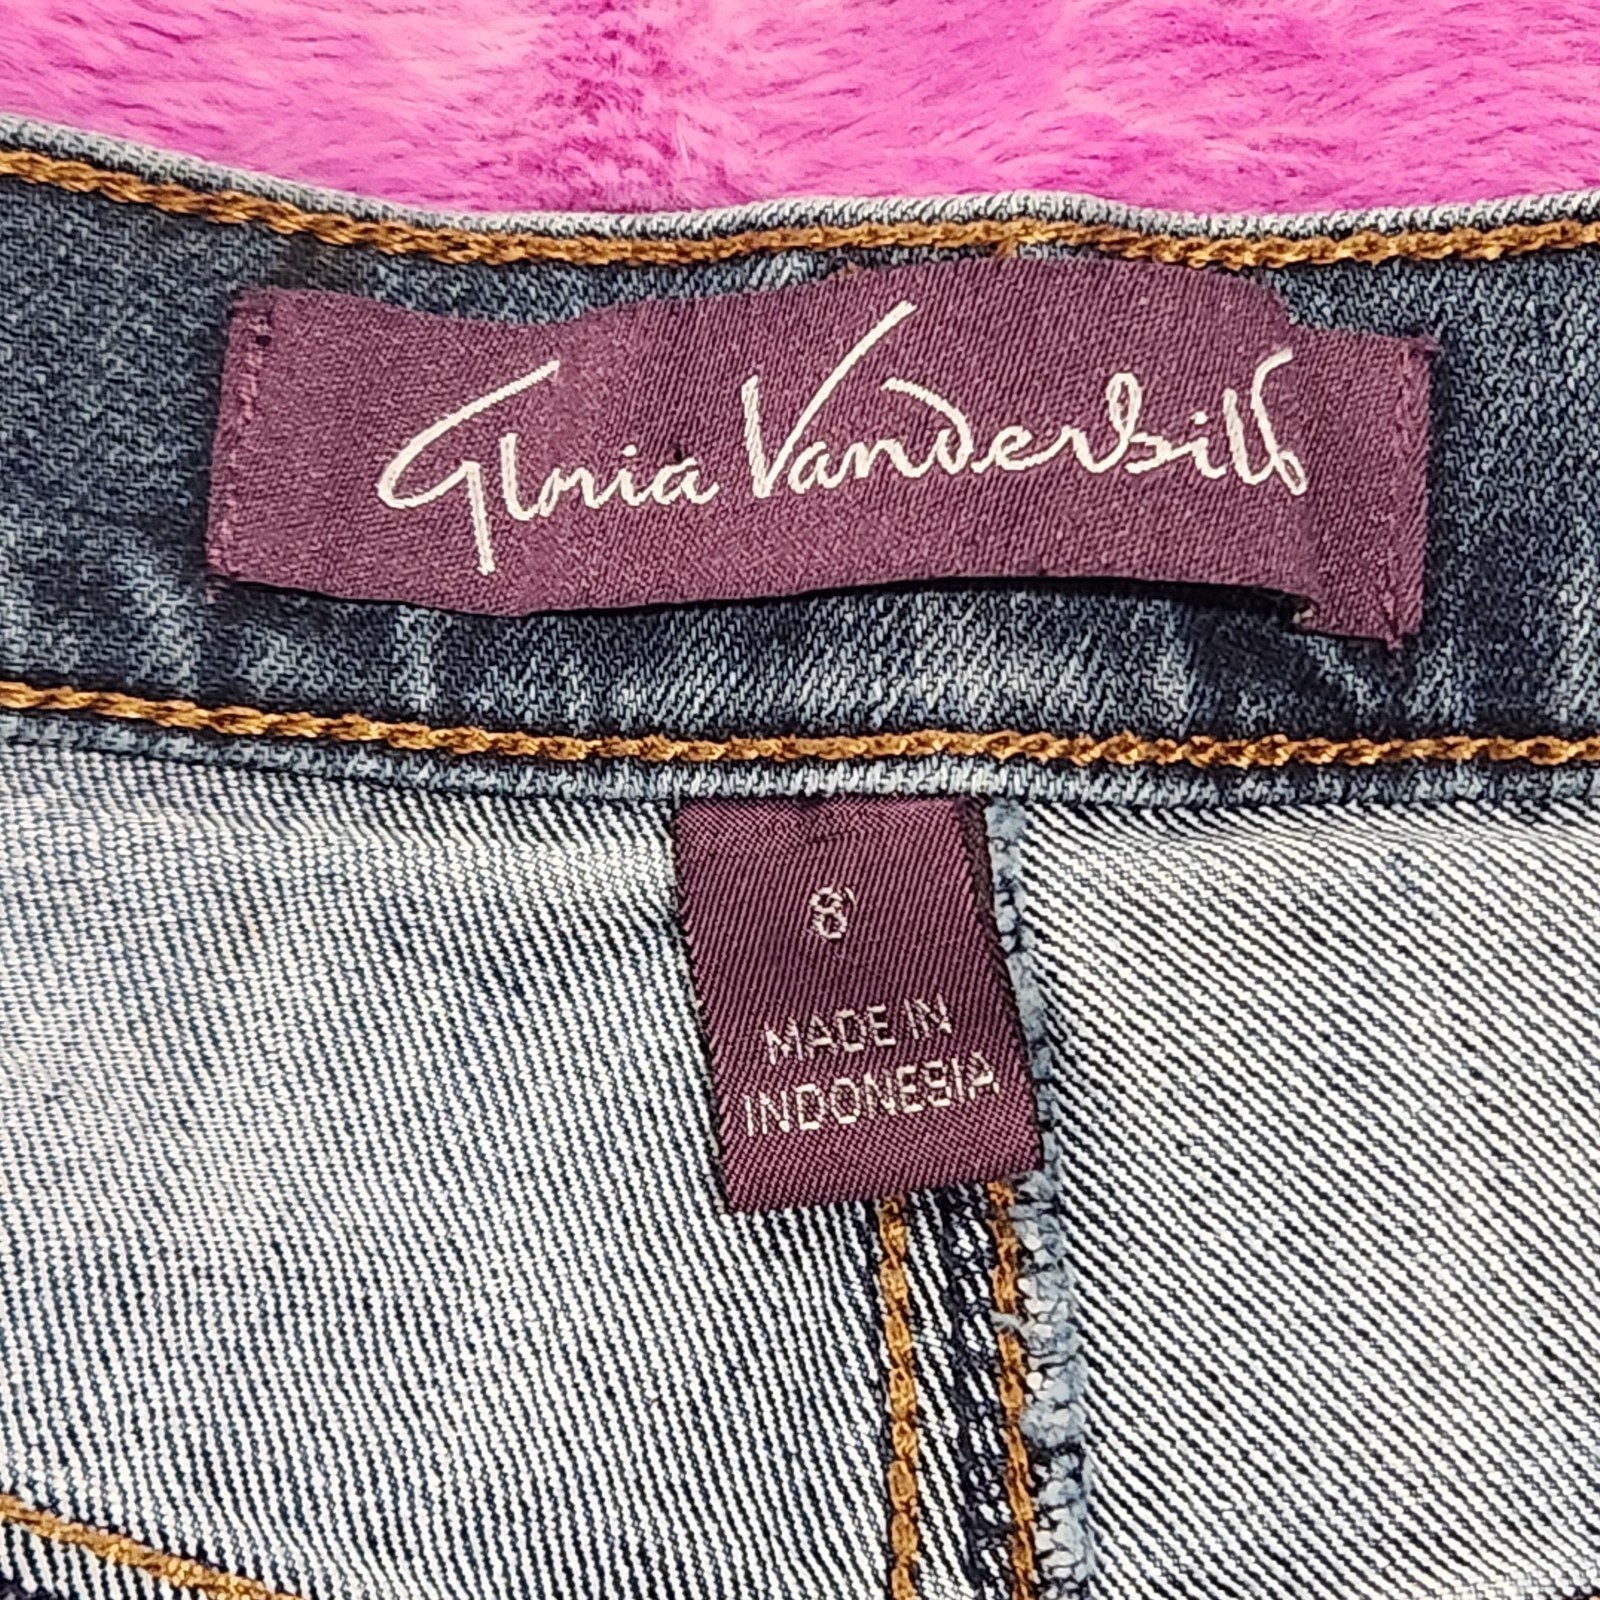 Gloria Vanderbilt
8
MADE IN
INDONESIA